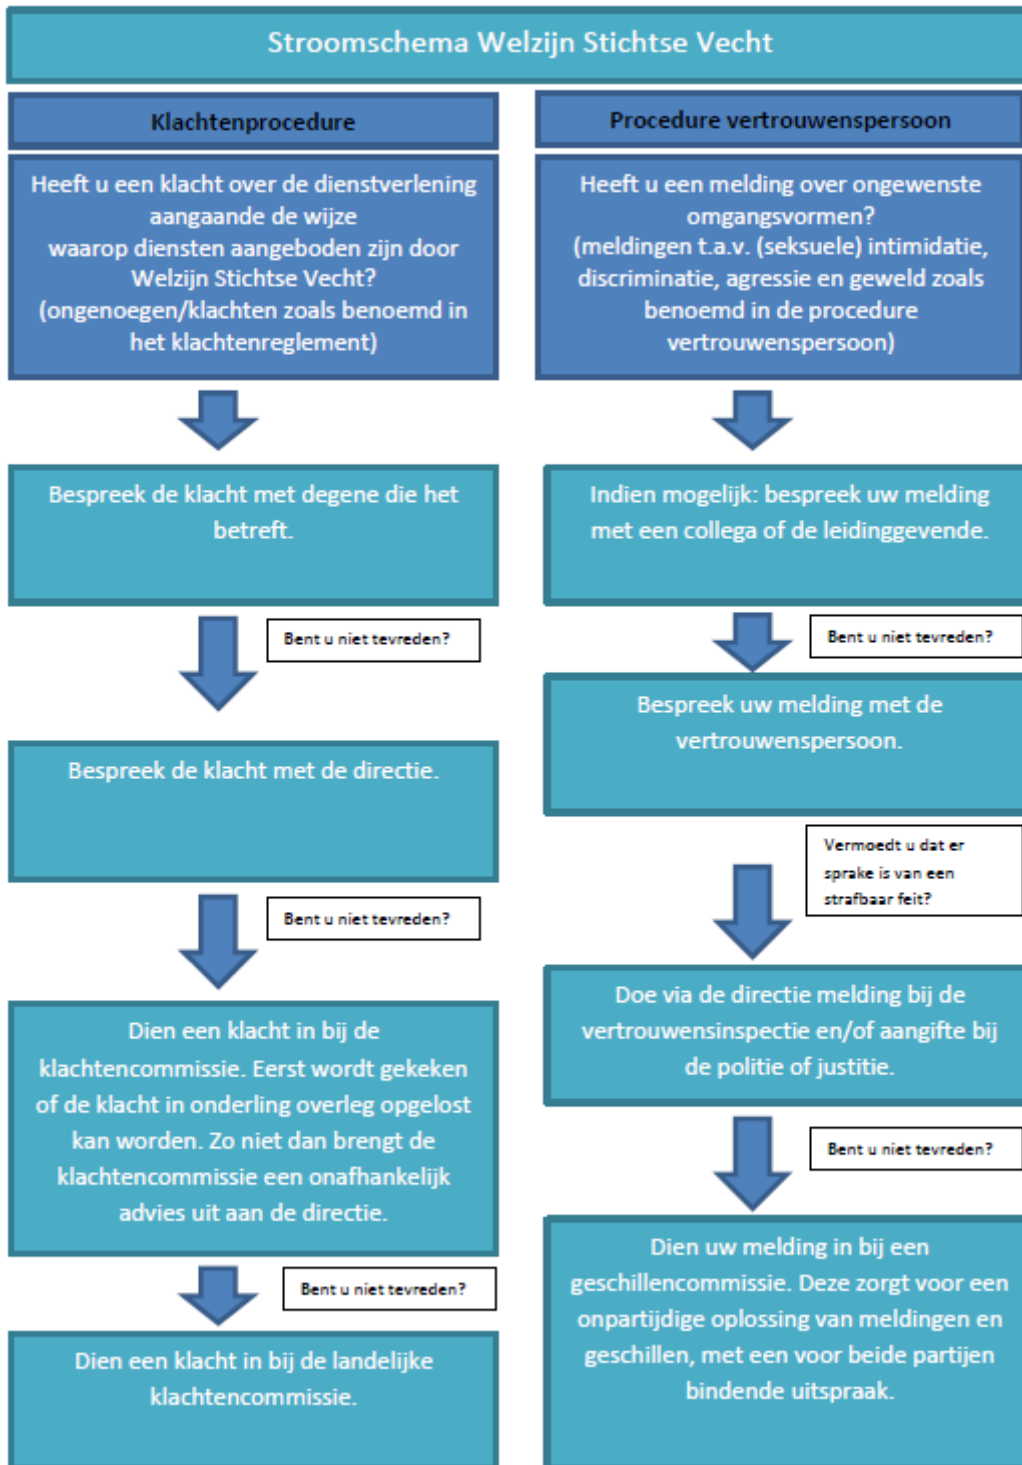 Stroomschema Welzijn Stichtse Vecht
Klachtenprocedure
Heeft u een klacht over de dienstverlening
aangaande de wijze
waarop diensten aangeboden zijn door
Welzijn Stichtse Vecht?
(ongenoegen/klachten zoals benoemd in
het klachtenreglement)
Bespreek de klacht met degene die het
betreft.
Bent u niet tevreden?
Bespreek de klacht met de directie.
Bent u niet tevreden?
Dien een klacht in bij de
klachtencommissie. Eerst wordt gekeken
of de klacht in onderling overleg opgelost
kan worden. Zo niet dan brengt de
klachtencommissie een onafhankelijk
advies uit aan de directie.
Bent u niet tevreden?
Dien een klacht in bij de landelijke
klachtencommissie.
Procedure vertrouwenspersoon
Heeft u een melding over ongewenste
omgangsvormen?
(meldingen t.a.v. (seksuele) intimidatie,
discriminatie, agressie en geweld zoals
benoemd in de procedure
vertrouwenspersoon)
Indien mogelijk: bespreek uw melding
met een collega of de leidinggevende.
Bent u niet tevreden?
Bespreek uw melding met de
vertrouwenspersoon.
Vermoedt u dat er
sprake is van een
strafbaar feit?
Doe via de directie melding bij de
vertrouwensinspectie en/of aangifte bij
de politie of justitie.
Bent u niet tevreden?
Dien uw melding in bij een
geschillencommissie. Deze zorgt voor een
onpartijdige oplossing van meldingen en
geschillen, met een voor beide partijen
bindende uitspraak.